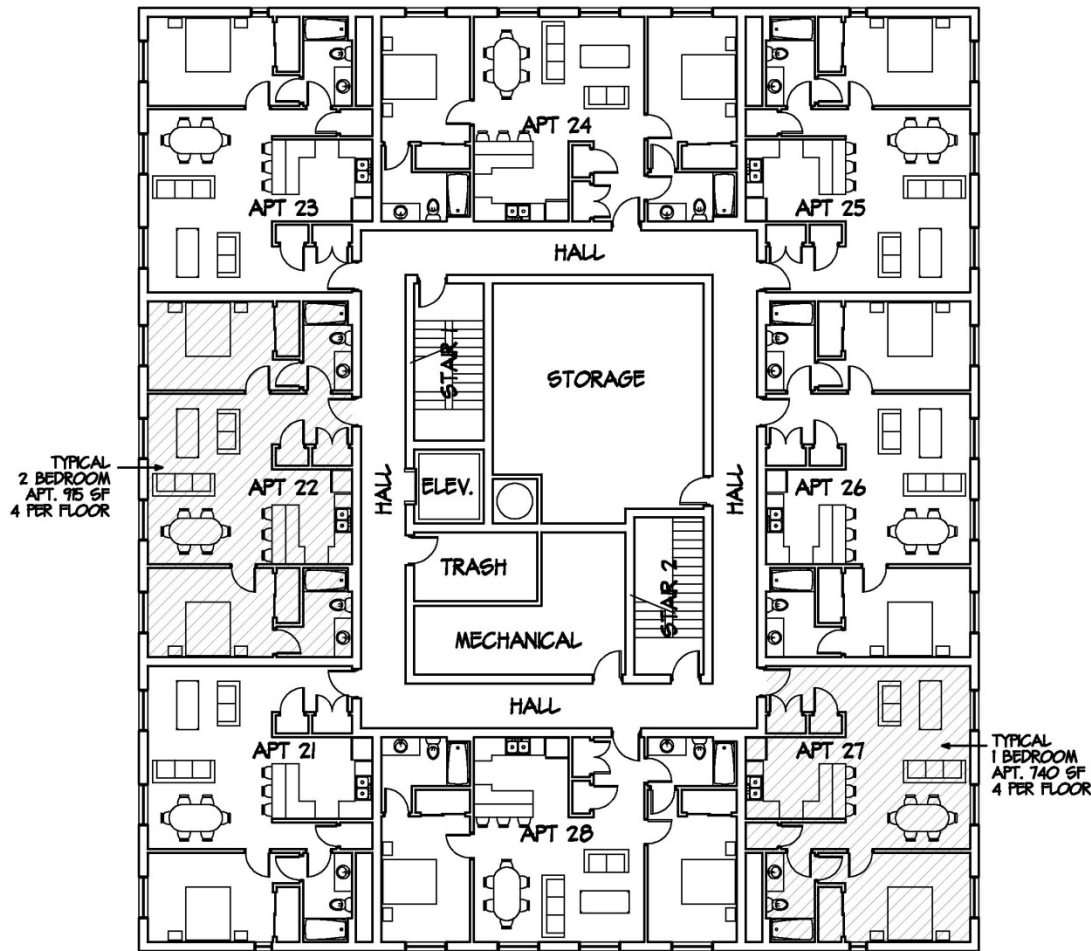 APT 24
APT 23
APT 25
HALL
STAIR 1
STORAGE
TYPICAL
2 BEDROOM
APT. 915 SF
4 PER FLOOR
APT 22
HALL
ELEV.
HALL
APT 26
TRASH
STAIR 2
MECHANICAL
HALL
APT 21
APT 27
TYPICAL
1 BEDROOM
APT. 740 SF
4 PER FLOOR
APT 28